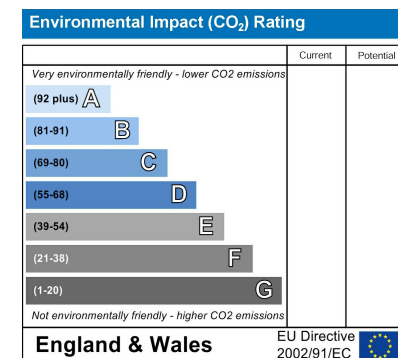 Environmental Impact (CO₂) Rating
Current Potential
Very environmentally friendly - lower CO2 emissions
(92 plus) A
(81-91) B
(69-80) C
(55-68) D
(39-54) E
(21-38) F
(1-20) G
Not environmentally friendly - higher CO2 emissions
England & Wales
EU Directive
2002/91/EC